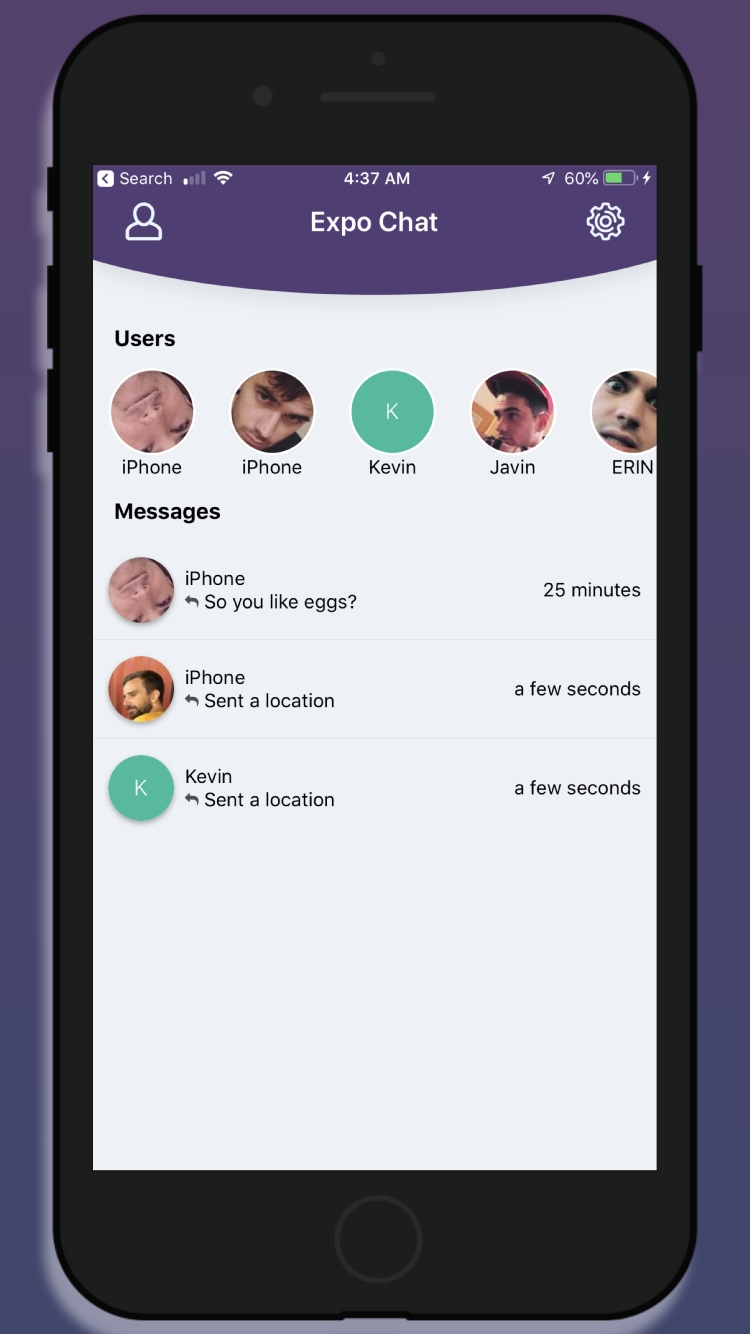 Search 4:37 AM 60%
Expo Chat
Users
K
iPhone iPhone Kevin Javin ERIN
Messages
iPhone
So you like eggs?
25 minutes
iPhone
Sent a location
a few seconds
K
Kevin
Sent a location
a few seconds